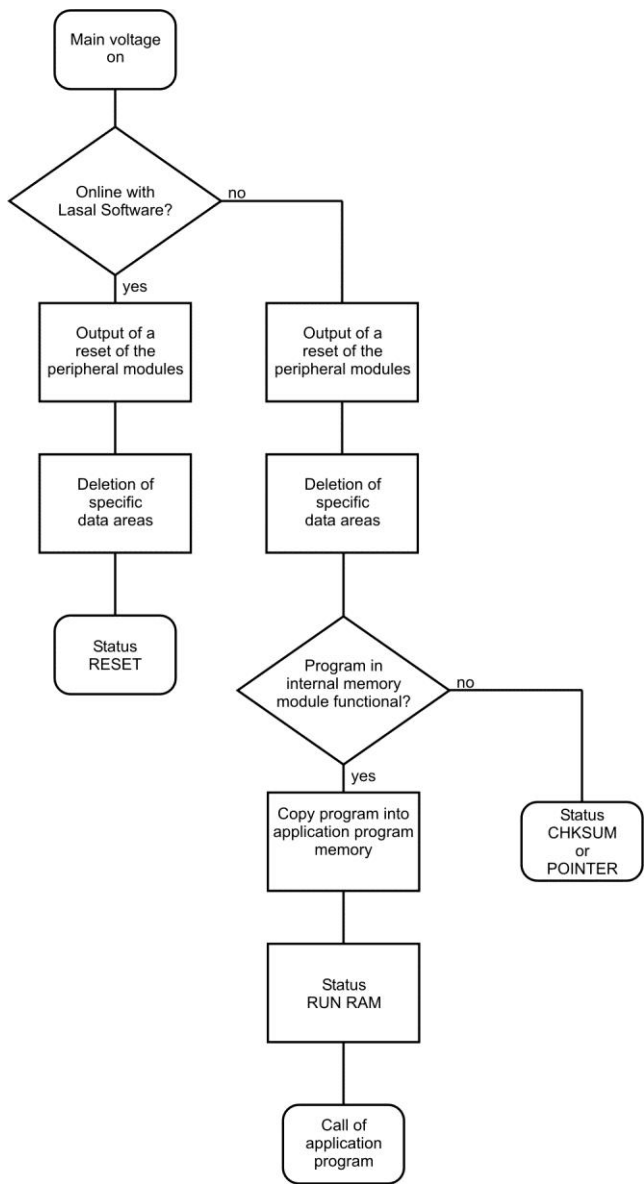 Main voltage
on
Online with
Lasal Software?
no
yes
Output of a
reset of the
peripheral modules
Output of a
reset of the
peripheral modules
Deletion of
specific
data areas
Deletion of
specific
data areas
Status
RESET
Program in
internal memory
module functional?
no
yes
Copy program into
application program
memory
Status
CHKSUM
or
POINTER
Status
RUN RAM
Call of
application
program